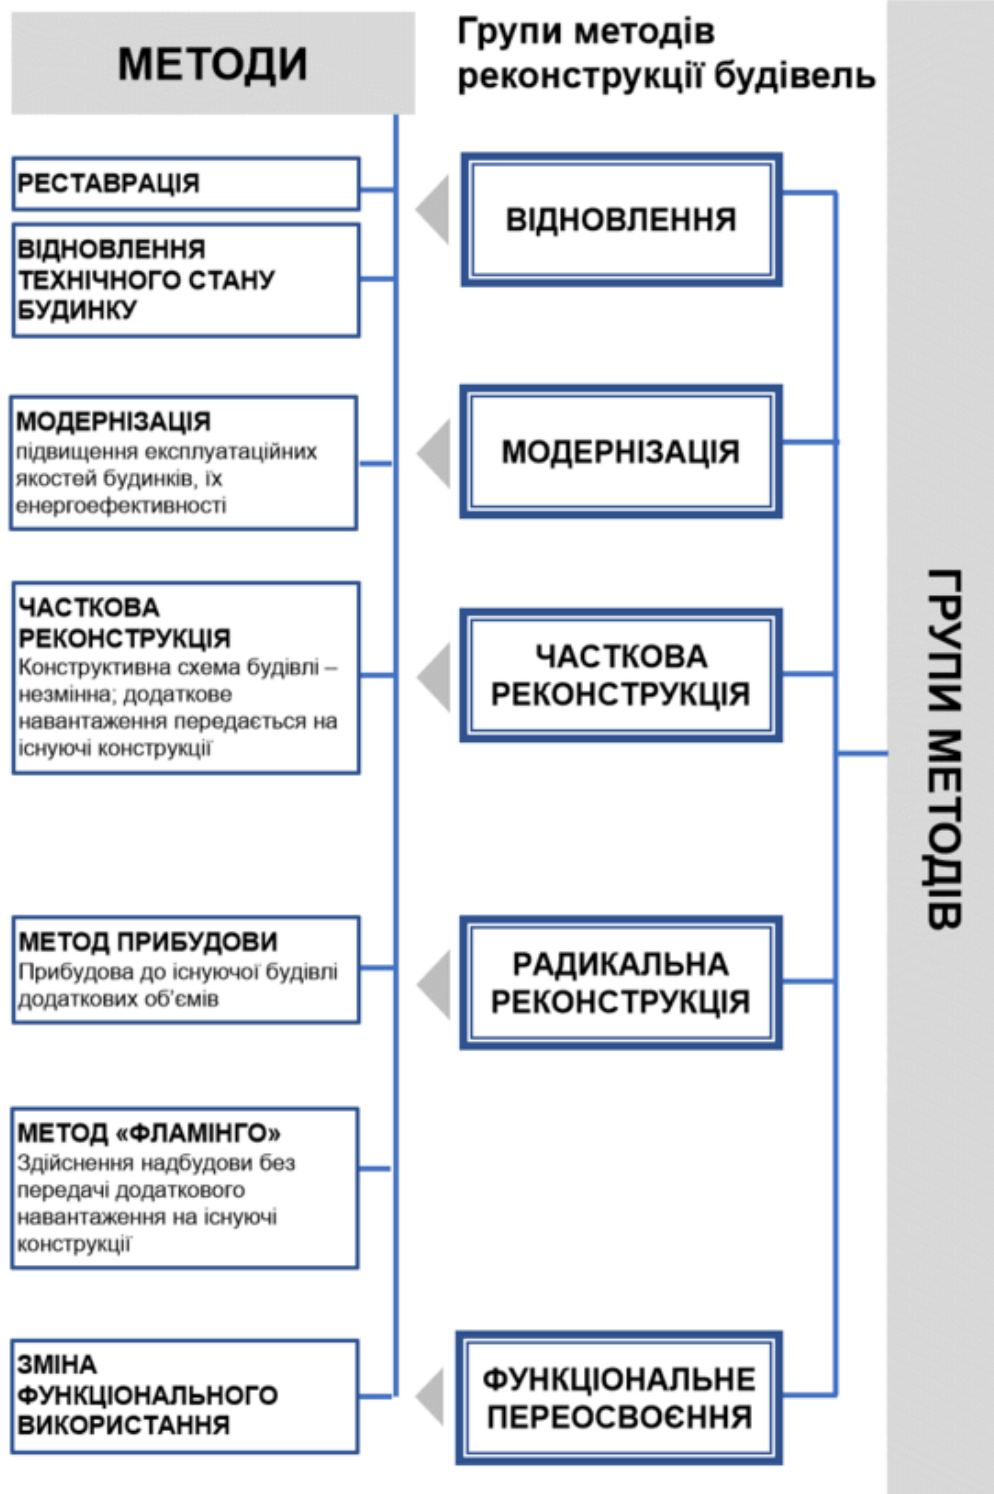 МЕТОДИ
Групи методів
реконструкції будівель
РЕСТАВРАЦІЯ
ВІДНОВЛЕННЯ
ТЕХНІЧНОГО СТАНУ
БУДИНКУ
ВІДНОВЛЕННЯ
МОДЕРНІЗАЦІЯ
підвищення експлуатаційних
якостей будинків, їх
енергоефективності
МОДЕРНІЗАЦІЯ
ЧАСТКОВА
РЕКОНСТРУКЦІЯ
Конструктивна схема будівлі –
незмінна; додаткове
навантаження передається на
існуючі конструкції
ЧАСТКОВА
РЕКОНСТРУКЦІЯ
МЕТОД ПРИБУДОВИ
Прибудова до існуючої будівлі
додаткових об’ємів
РАДИКАЛЬНА
РЕКОНСТРУКЦІЯ
МЕТОД «ФЛАМІНГО»
Здійснення надбудови без
передачі додаткового
навантаження на існуючі
конструкції
ЗМІНА
ФУНКЦІОНАЛЬНОГО
ВИКОРИСТАННЯ
ФУНКЦІОНАЛЬНЕ
ПЕРЕОСВОЄННЯ
ГРУПИ МЕТОДІВ